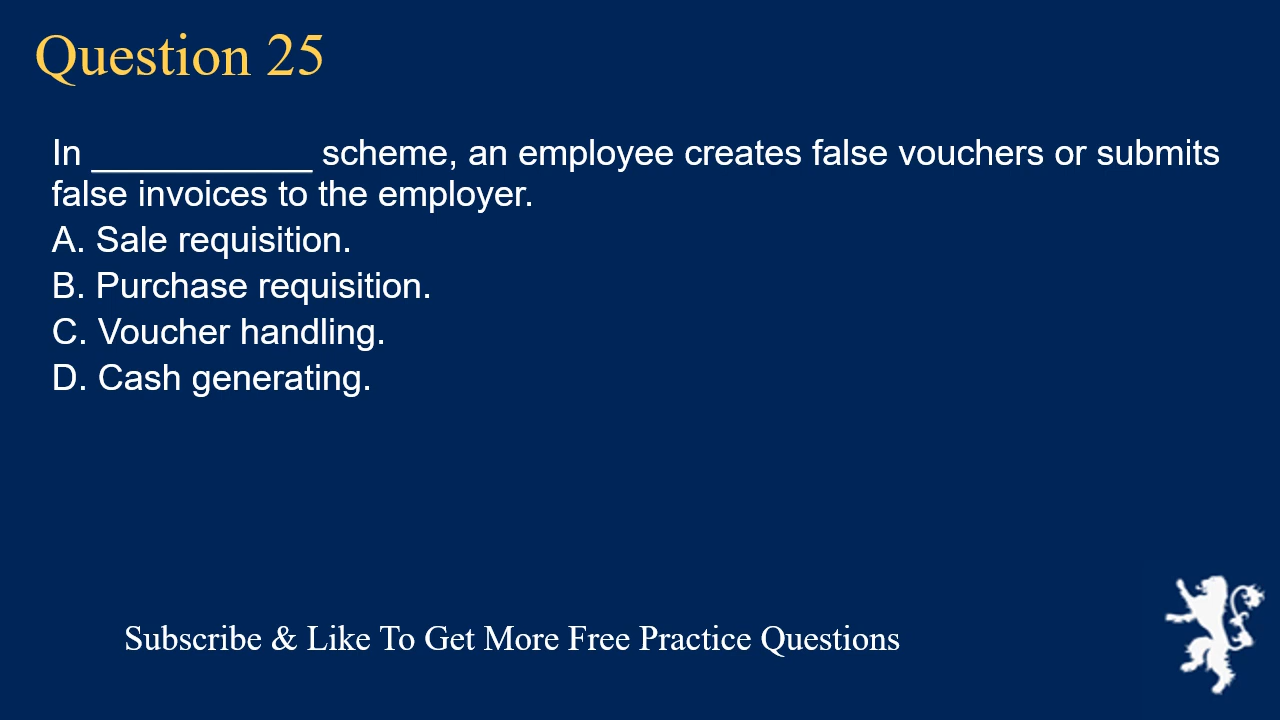 Question 25
In ___________ scheme, an employee creates false vouchers or submits
false invoices to the employer.
A. Sale requisition.
B. Purchase requisition.
C. Voucher handling.
D. Cash generating.
Subscribe & Like To Get More Free Practice Questions